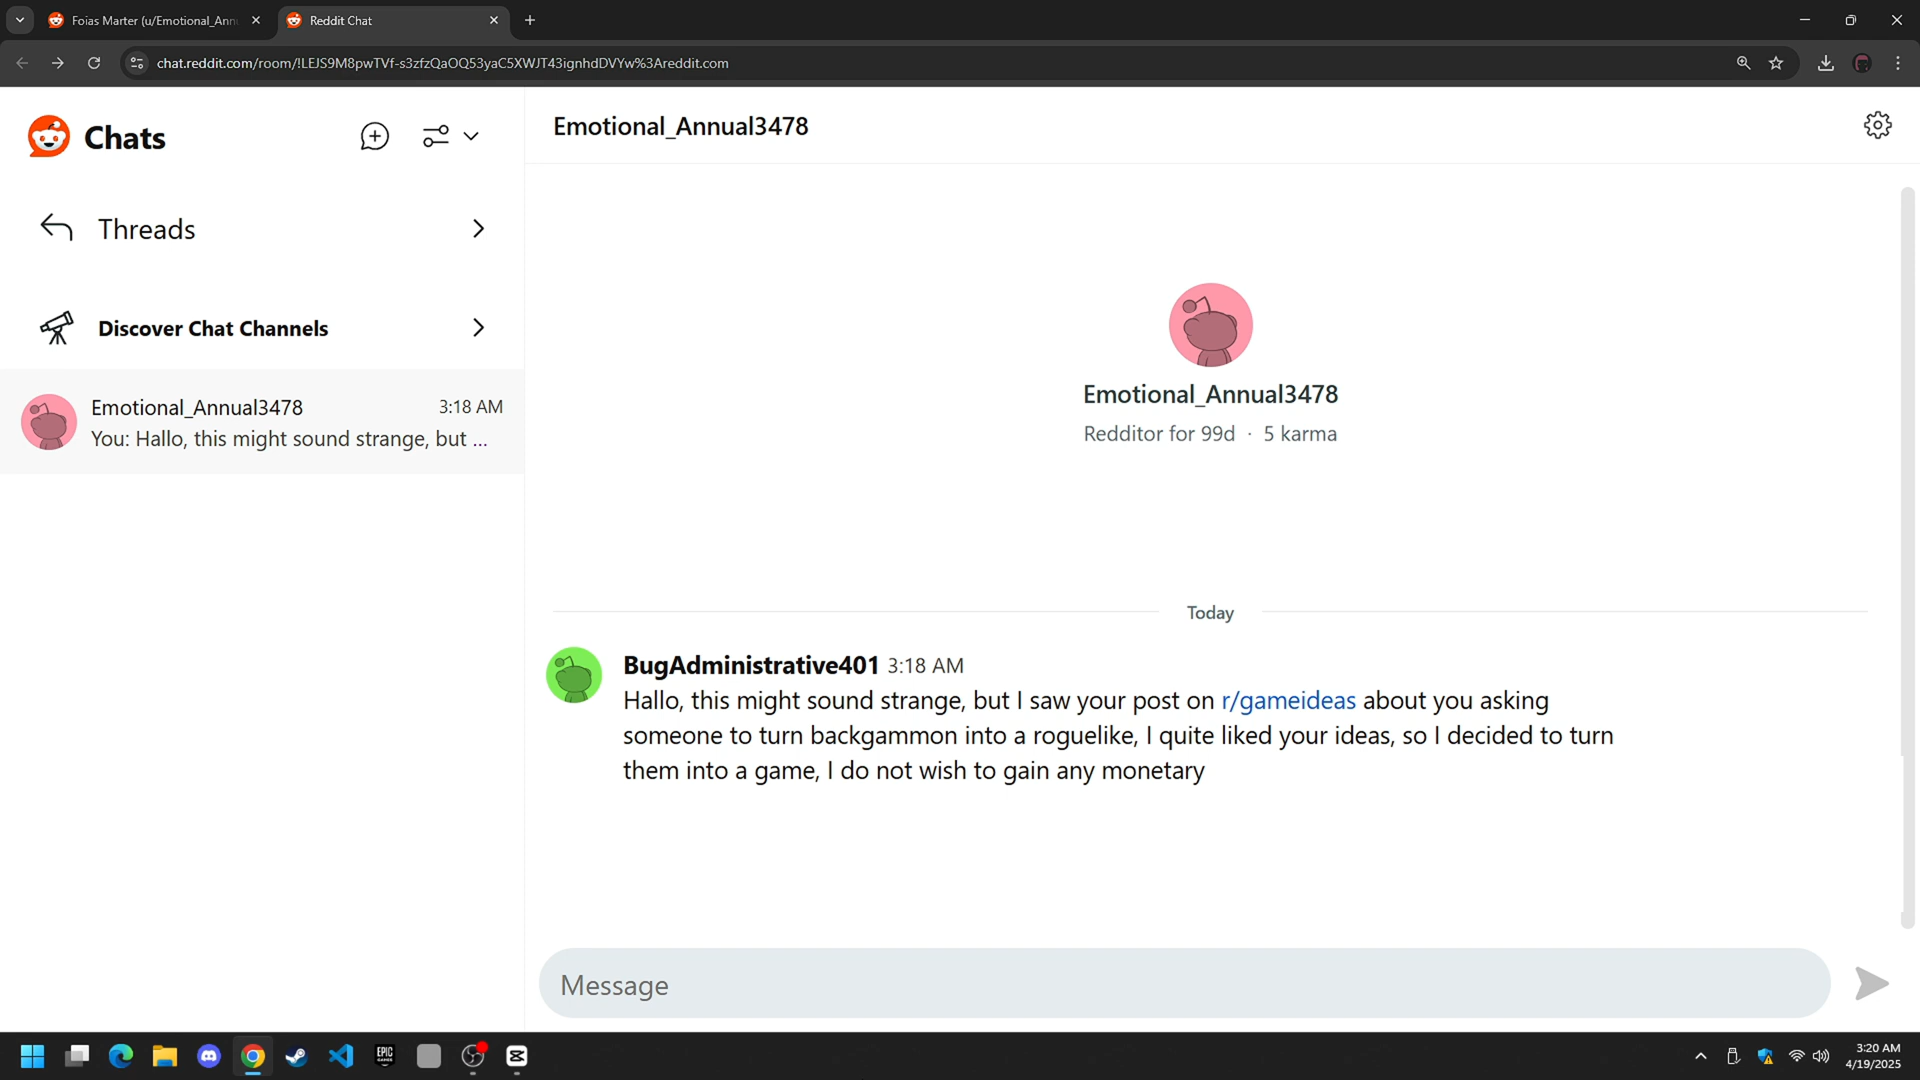 Foias Marter (u/Emotional_Ann
Reddit Chat
chat.reddit.com/room/!LEJS9M8pwTVf-s3zfzQaOQ53yaC5XWJT43ignhdDVYw%3Areddit.com
Chats
Emotional_Annual3478
Threads
Discover Chat Channels
Emotional_Annual3478 3:18 AM
You: Hallo, this might sound strange, but ...
Emotional_Annual3478
Redditor for 99d · 5 karma
Today
BugAdministrative401 3:18 AM
Hallo, this might sound strange, but I saw your post on r/gameideas about you asking
someone to turn backgammon into a roguelike, I quite liked your ideas, so I decided to turn
them into a game, I do not wish to gain any monetary
Message
EPIC
GAMES
3:20 AM
4/19/2025